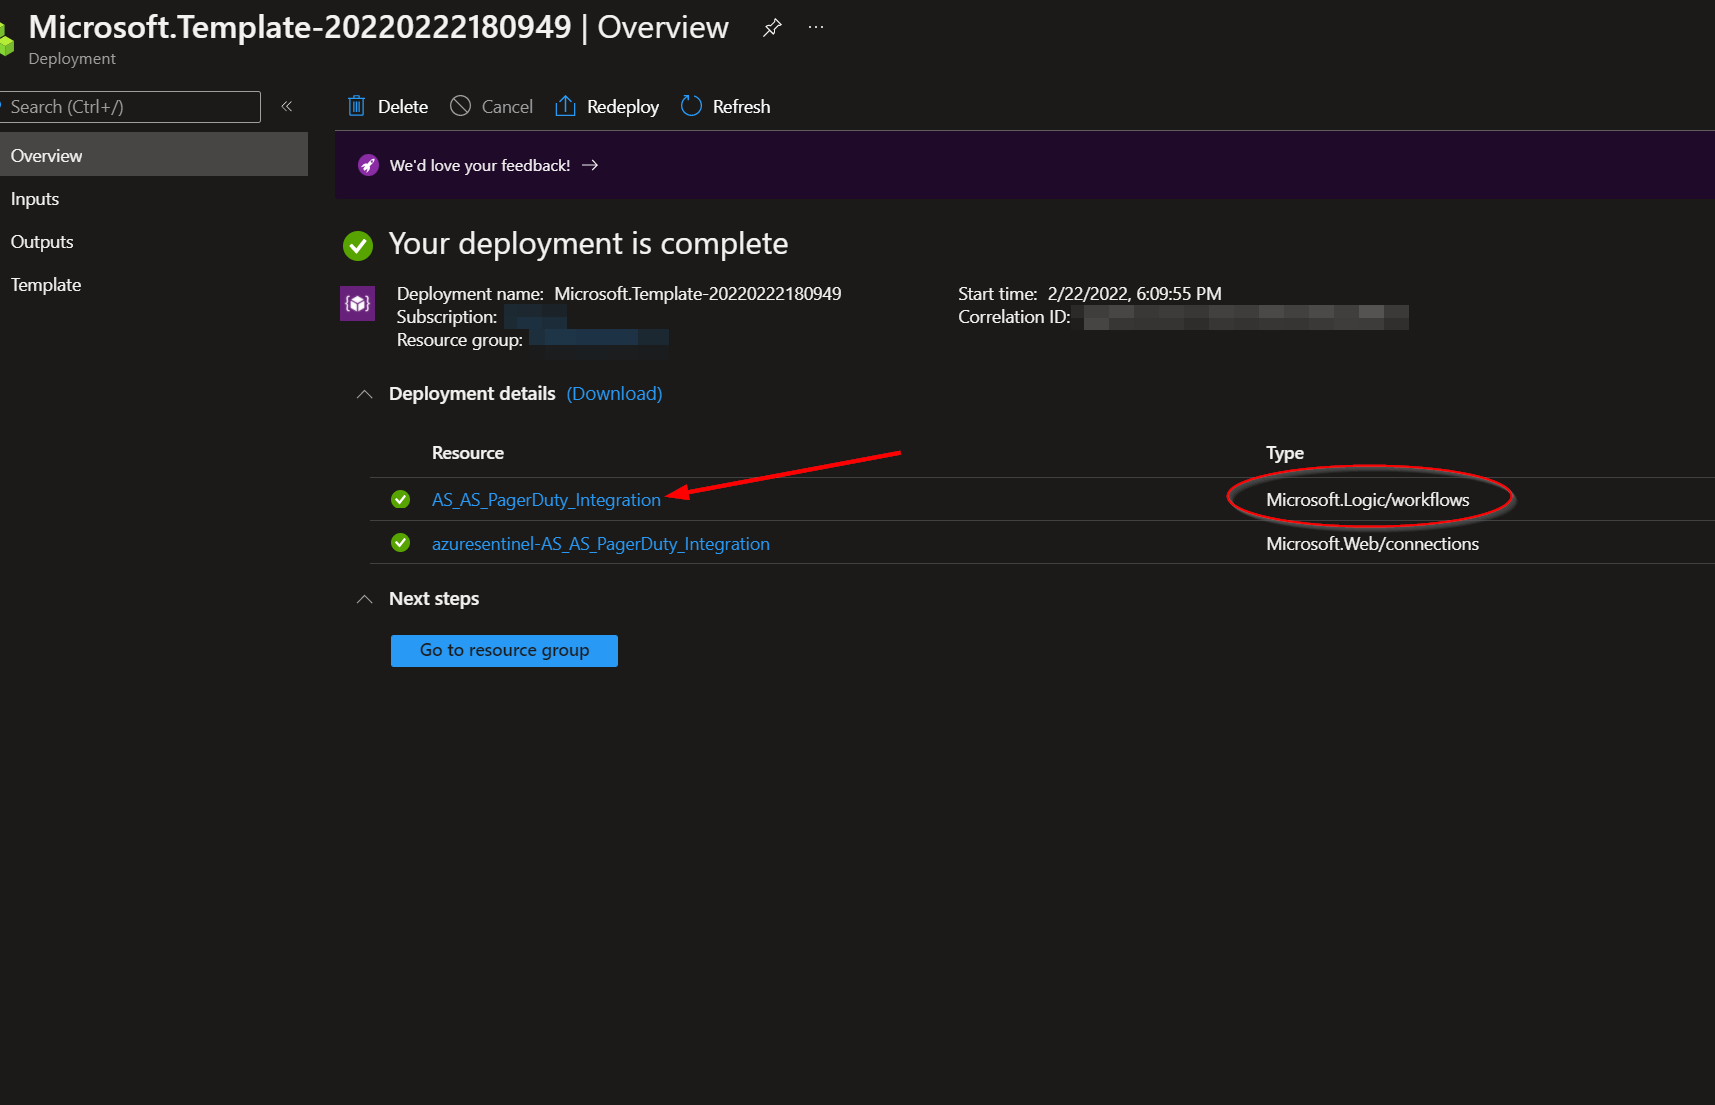 Microsoft.Template-20220222180949 | Overview
Deployment
Search (Ctrl+/)
Delete Cancel Redeploy Refresh
Overview
Inputs
Outputs
Template
We'd love your feedback!
Your deployment is complete
Deployment name: Microsoft.Template-20220222180949
Subscription:
Resource group:
Start time: 2/22/2022, 6:09:55 PM
Correlation ID:
Deployment details (Download)
Resource Type
AS_AS_PagerDuty_Integration Microsoft.Logic/workflows
azuresentinel-AS_AS_PagerDuty_Integration Microsoft.Web/connections
Next steps
Go to resource group